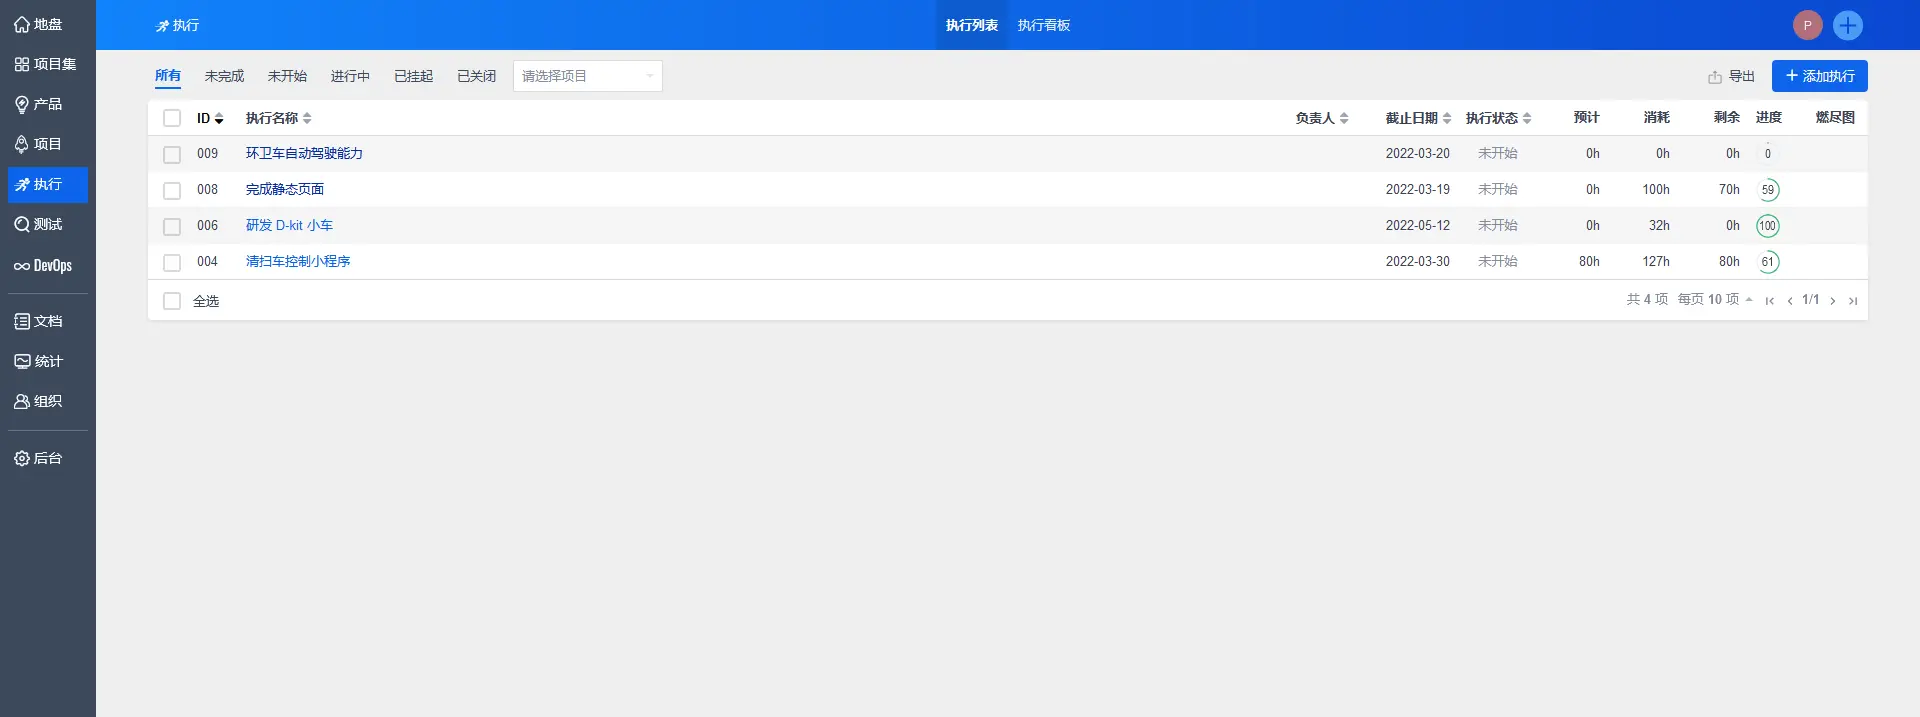 地盘
项目集
产品
项目
执行
测试
DevOps
文档
统计
组织
后台
执行
执行列表 执行看板
P
所有 未完成 未开始 进行中 已挂起 已关闭 请选择项目
导出 添加执行
ID 执行名称 负责人 截止日期 执行状态 预计 消耗 剩余 进度 燃尽图
009 环卫车自动驾驶能力 2022-03-20 未开始 0h 0h 0h 0
008 完成静态页面 2022-03-19 未开始 0h 100h 70h 59
006 研发 D-kit 小车 2022-05-12 未开始 0h 32h 0h 100
004 清扫车控制小程序 2022-03-30 未开始 80h 127h 80h 61
全选 共 4 项 每页 10 项 1/1